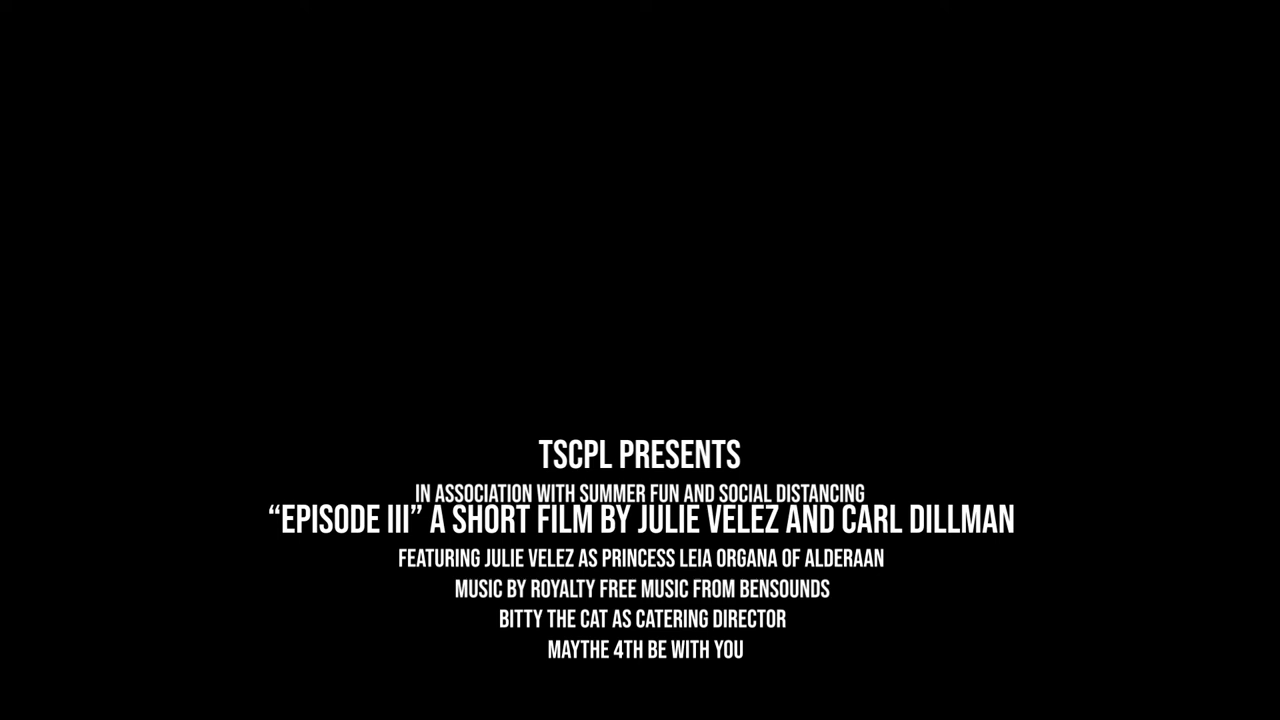 TSCPL PRESENTS
IN ASSOCIATION WITH SUMMER FUN AND SOCIAL DISTANCING
“EPISODE III” A SHORT FILM BY JULIE VELEZ AND CARL DILLMAN
FEATURING JULIE VELEZ AS PRINCESS LEIA ORGANA OF ALDERAAN
MUSIC BY ROYALTY FREE MUSIC FROM BENSOUNDS
BITTY THE CAT AS CATERING DIRECTOR
MAYTHE 4TH BE WITH YOU